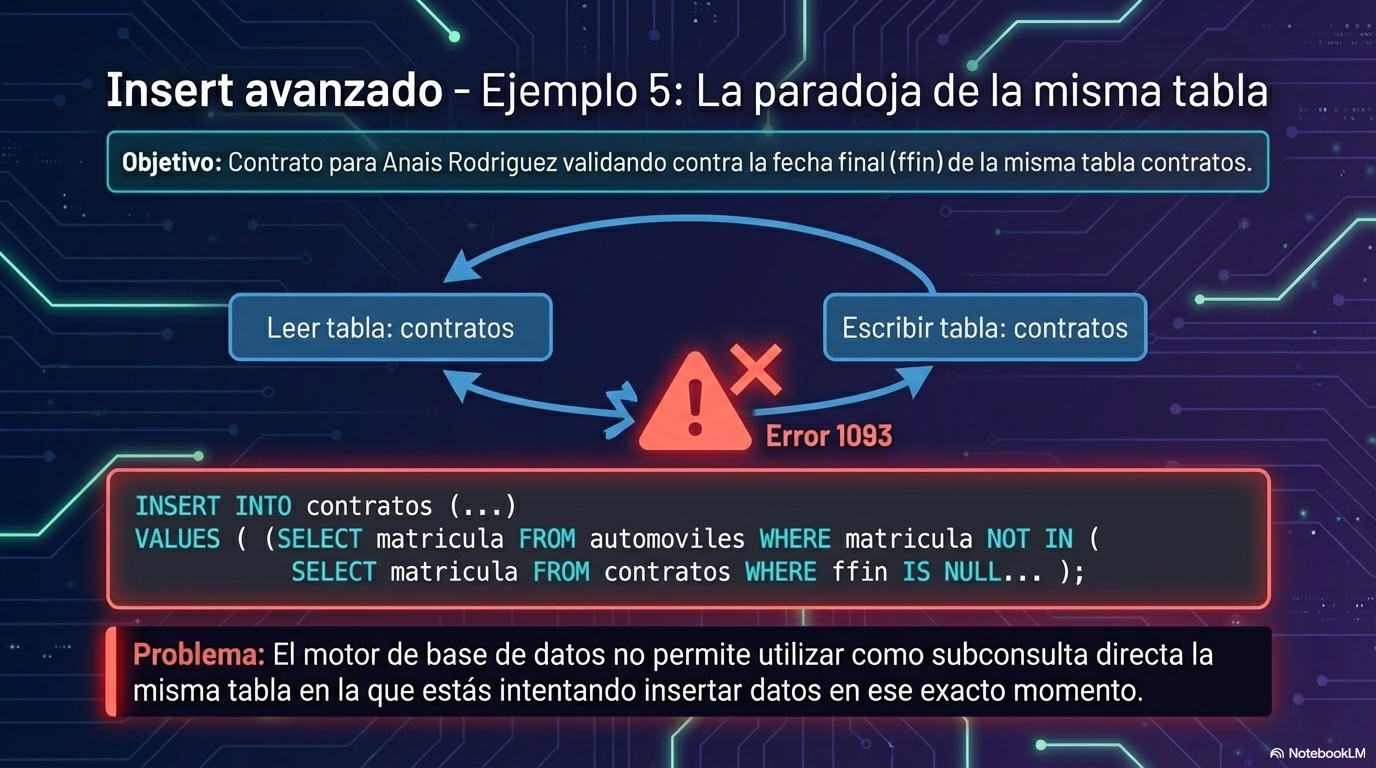 Insert avanzado - Ejemplo 5: La paradoja de la misma tabla
Objetivo: Contrato para Anais Rodriguez validando contra la fecha final (ffin) de la misma tabla contratos.
Leer tabla: contratos
Escribir tabla: contratos
Error 1093
INSERT INTO contratos (...)
VALUES ( (SELECT matricula FROM automoviles WHERE matricula NOT IN (
SELECT matricula FROM contratos WHERE ffin IS NULL... );
Problema: El motor de base de datos no permite utilizar como subconsulta directa la
misma tabla en la que estás intentando insertar datos en ese exacto momento.
NotebookLM